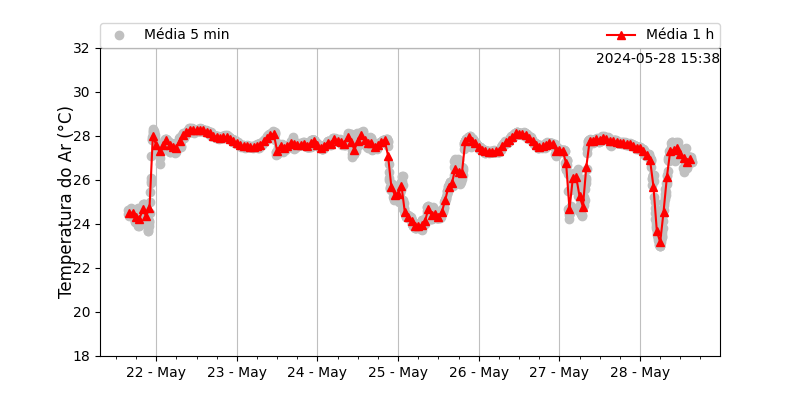 Média 5 min
Média 1 h
2024-05-28 15:38
Temperatura do Ar (°C)
32
30
28
26
24
22
20
18
22 - May
23 - May
24 - May
25 - May
26 - May
27 - May
28 - May